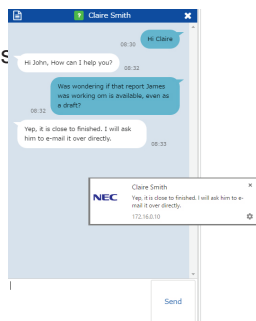 Claire Smith
Hi Claire
08:30
S
Hi John, How can I help you?
08:32
Was wondering if that report James
was working om is available, even as
a draft?
08:32
Yep, it is close to finished. I will ask
him to e-mail it over directly.
08:33
Claire Smith
NEC
Yep, it is close to finished. I will ask him to e-
mail it over directly.
172.16.0.10
Send